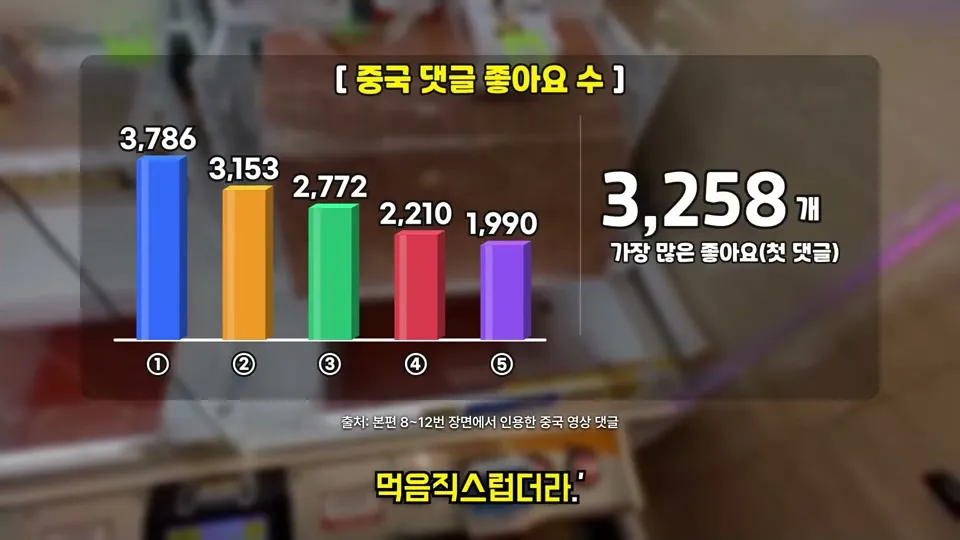 [ 중국 댓글 좋아요 수 ]
3,786
3,153
2,772
2,210
1,990
① ② ③ ④ ⑤
3,258 개
가장 많은 좋아요(첫 댓글)
출처: 본편 8~12번 장면에서 인용한 중국 영상 댓글
먹음직스럽더라.'